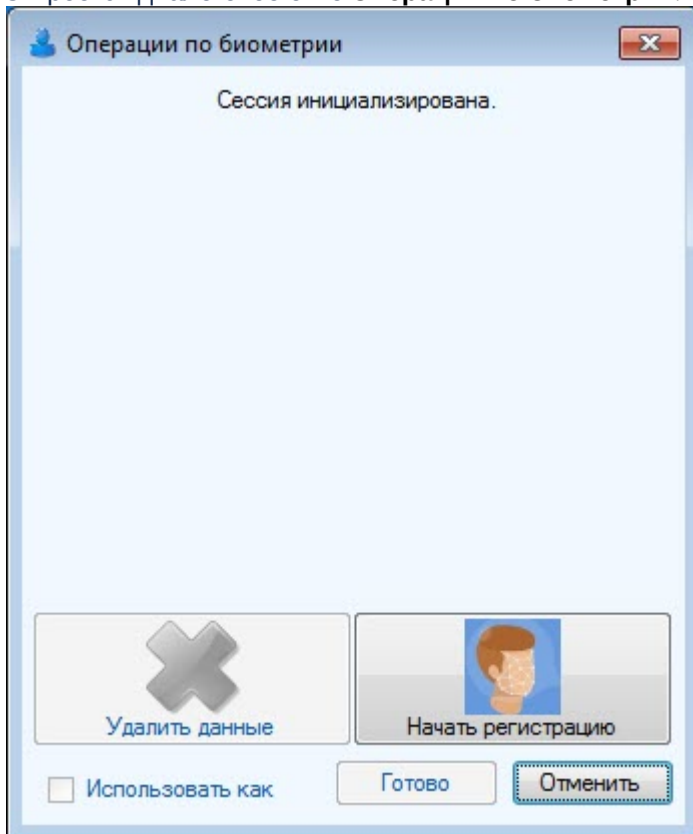 Операции по биометрии
Сессия инициализирована.
Удалить данные
Начать регистрацию
Использовать как
Готово
Отменить